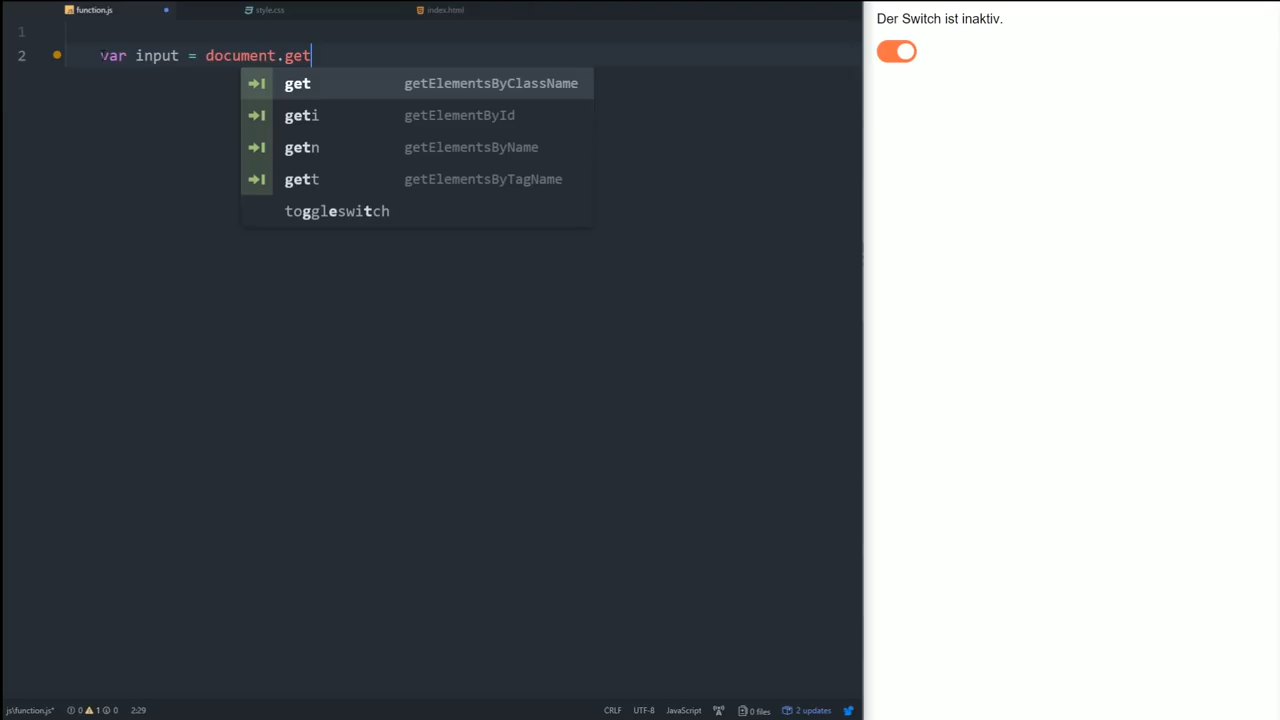 function.js style.css index.html
1
2 var input = document.get
get getElementsByClassName
geti getElementById
getn getElementsByName
gett getElementsByTagName
toggleswitch
js\function.js* 0 1 0 2:29 CRLF UTF-8 JavaScript 0 files 2 updates
Der Switch ist inaktiv.